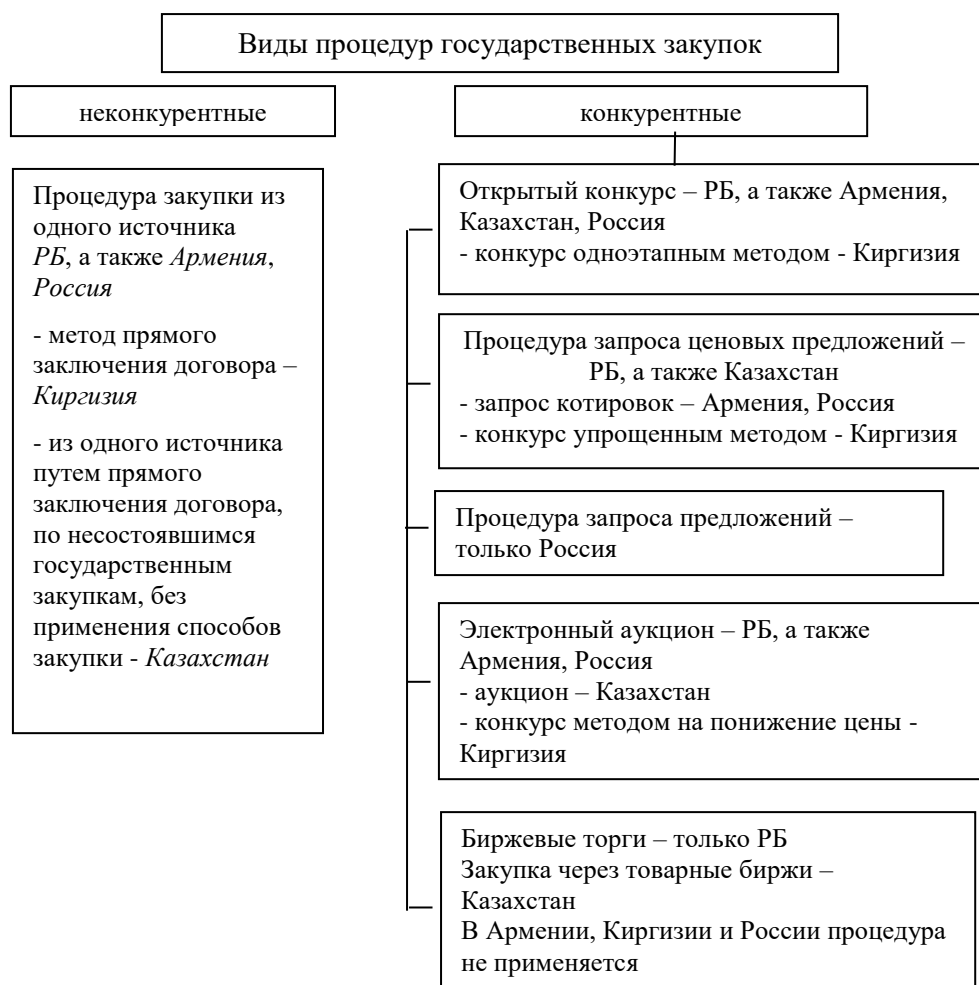 Виды процедур государственных закупок
неконкурентные
конкурентные
Процедура закупки из
одного источника
РБ, а также Армения,
Россия
- метод прямого
заключения договора –
Киргизия
- из одного источника
путем прямого
заключения договора,
по несостоявшимся
государственным
закупкам, без
применения способов
закупки - Казахстан
Открытый конкурс – РБ, а также Армения,
Казахстан, Россия
- конкурс одноэтапным методом - Киргизия
Процедура запроса ценовых предложений –
РБ, а также Казахстан
- запрос котировок – Армения, Россия
- конкурс упрощенным методом - Киргизия
Процедура запроса предложений –
только Россия
Электронный аукцион – РБ, а также
Армения, Россия
- аукцион – Казахстан
- конкурс методом на понижение цены -
Киргизия
Биржевые торги – только РБ
Закупка через товарные биржи –
Казахстан
В Армении, Киргизии и России процедура
не применяется